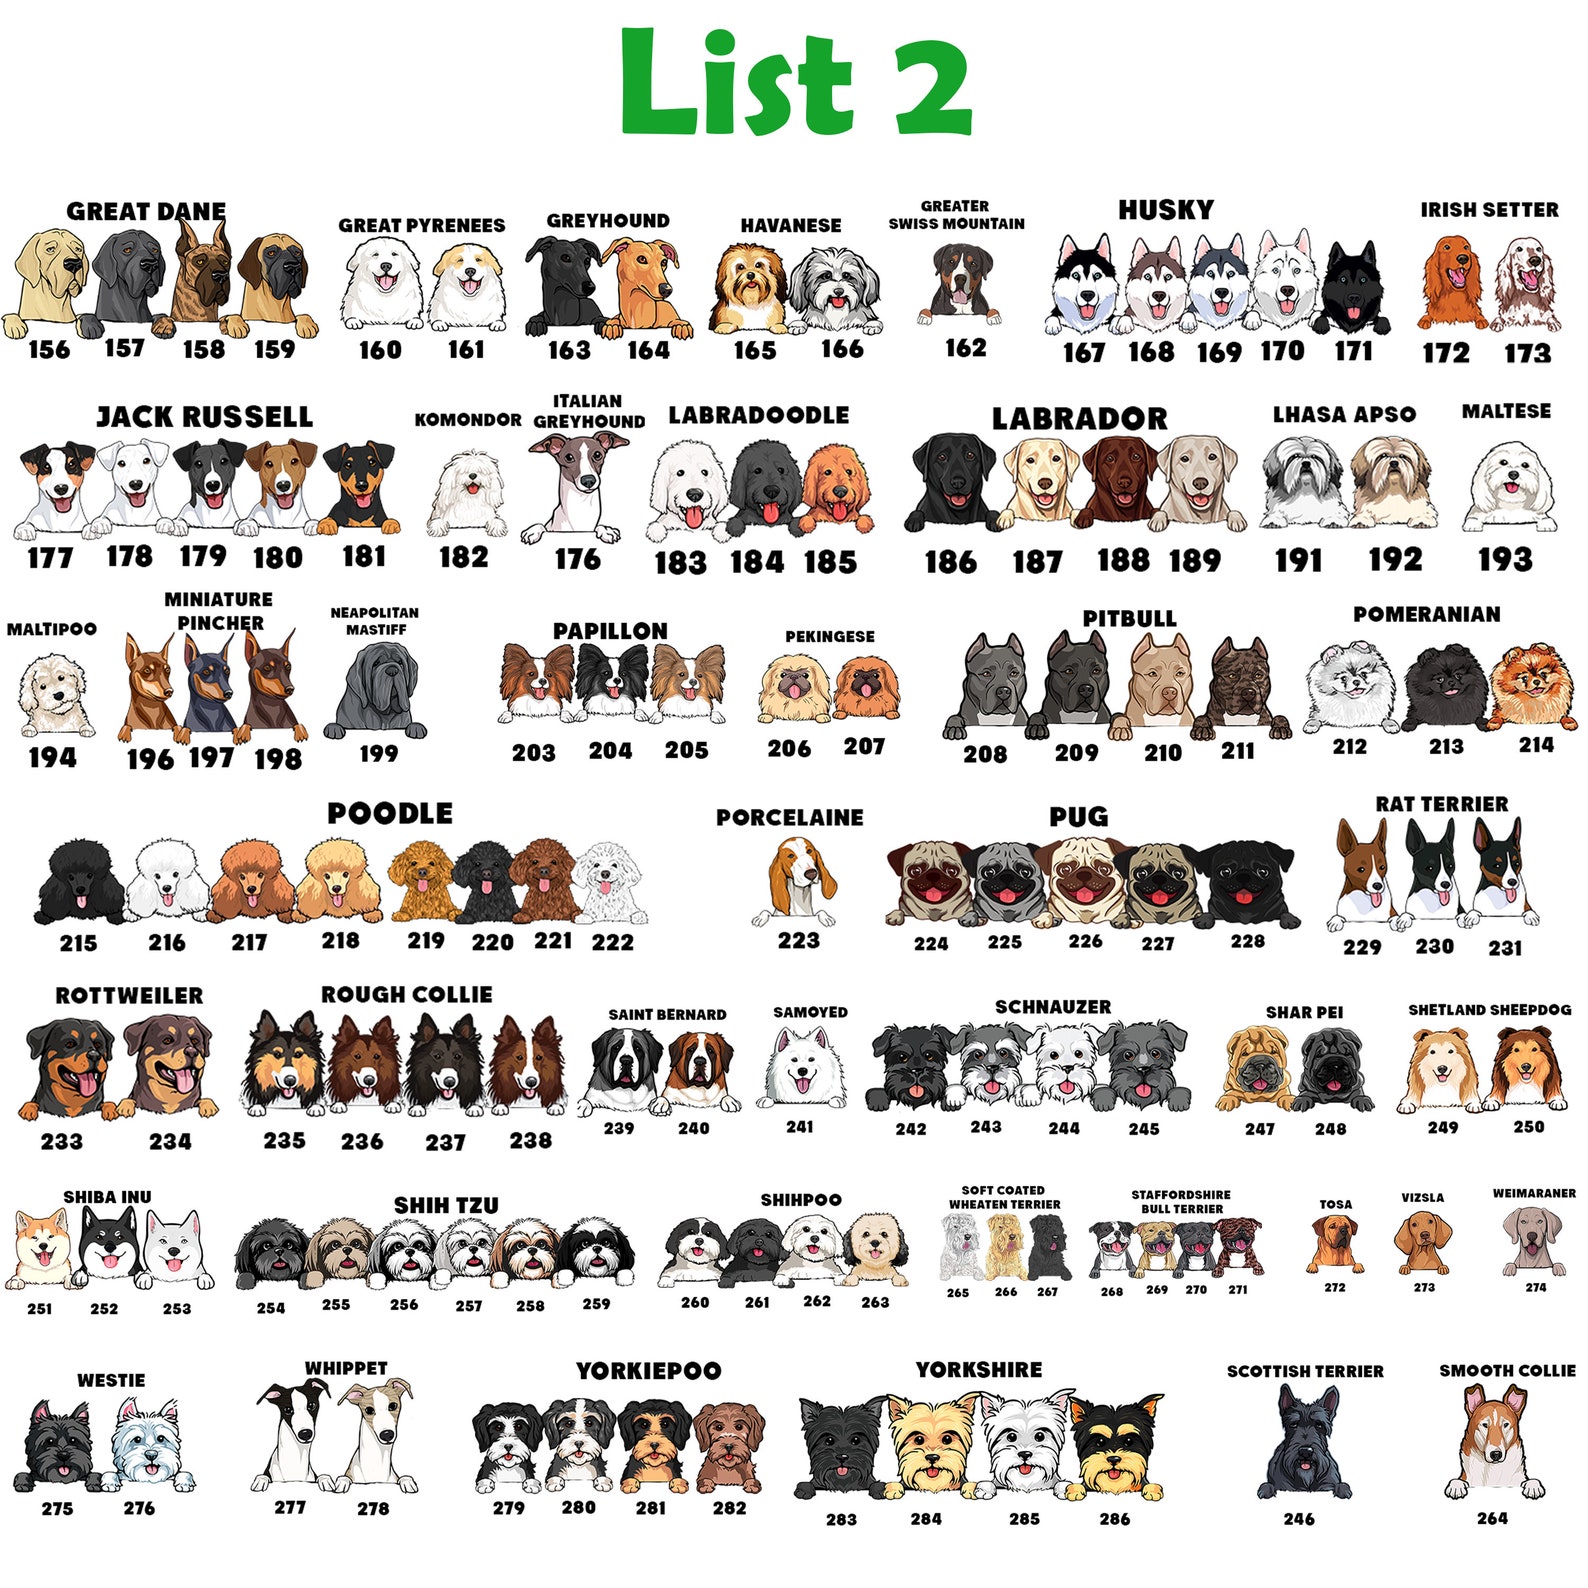 List 2
GREAT DANE
156 157 158 159
GREAT PYRENEES
160 161
GREYHOUND
163 164
HAVANESE
165 166
GREATER
SWISS MOUNTAIN
162
HUSKY
167 168 169 170 171
IRISH SETTER
172 173
JACK RUSSELL
177 178 179 180 181
KOMONDOR
182
ITALIAN
GREYHOUND
176
LABRADOODLE
183 184 185
LABRADOR
186 187 188 189
LHASA APSO
191 192
MALTESE
193
MALTIPOO
194
MINIATURE
PINCHER
196 197 198
NEAPOLITAN
MASTIFF
199
PAPILLON
203 204 205
PEKINGESE
206 207
PITBULL
208 209 210 211
POMERANIAN
212 213 214
POODLE
215 216 217 218 219 220 221 222
PORCELAINE
223
PUG
224 225 226 227 228
RAT TERRIER
229 230 231
ROTTWEILER
233 234
ROUGH COLLIE
235 236 237 238
SAINT BERNARD
239 240
SAMOYED
241
SCHNAUZER
242 243 244 245
SHAR PEI
247 248
SHETLAND SHEEPDOG
249 250
SHIBA INU
251 252 253
SHIH TZU
254 255 256 257 258 259
SHIHPOO
260 261 262 263
SOFT COATED
WHEATEN TERRIER
265 266 267
STAFFORDSHIRE
BULL TERRIER
268 269 270 271
TOSA
272
VIZSLA
273
WEIMARANER
274
WESTIE
275 276
WHIPPET
277 278
YORKIEPOO
279 280 281 282
YORKSHIRE
283 284 285 286
SCOTTISH TERRIER
246
SMOOTH COLLIE
264